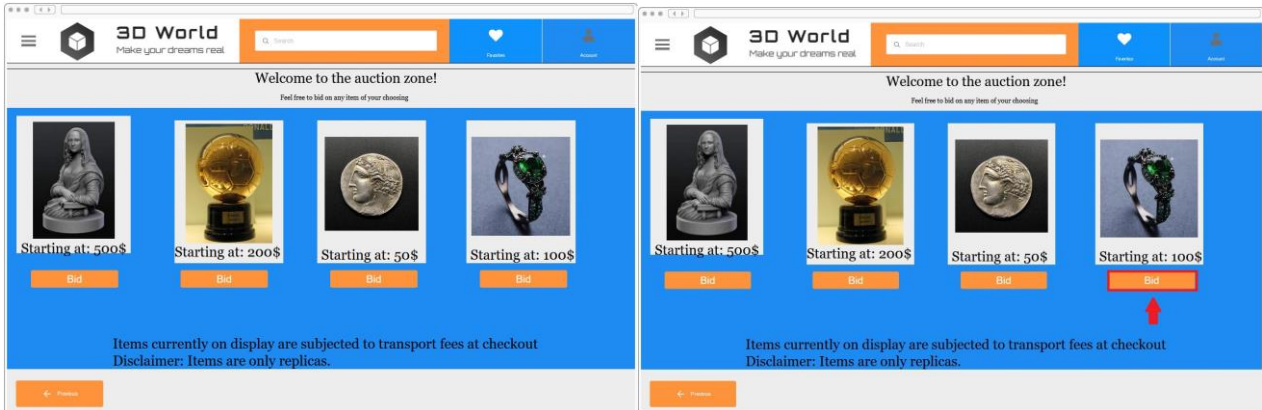 3D World
Make your dreams real
Search
Favorites
Account
Welcome to the auction zone!
Feel free to bid on any item of your choosing
Starting at: 500$
Starting at: 200$
Starting at: 50$
Starting at: 100$
Bid
Bid
Bid
Bid
Items currently on display are subjected to transport fees at checkout
Disclaimer: Items are only replicas.
Previous
3D World
Make your dreams real
Search
Favorites
Account
Welcome to the auction zone!
Feel free to bid on any item of your choosing
Starting at: 500$
Starting at: 200$
Starting at: 50$
Starting at: 100$
Bid
Bid
Bid
Bid
Items currently on display are subjected to transport fees at checkout
Disclaimer: Items are only replicas.
Previous